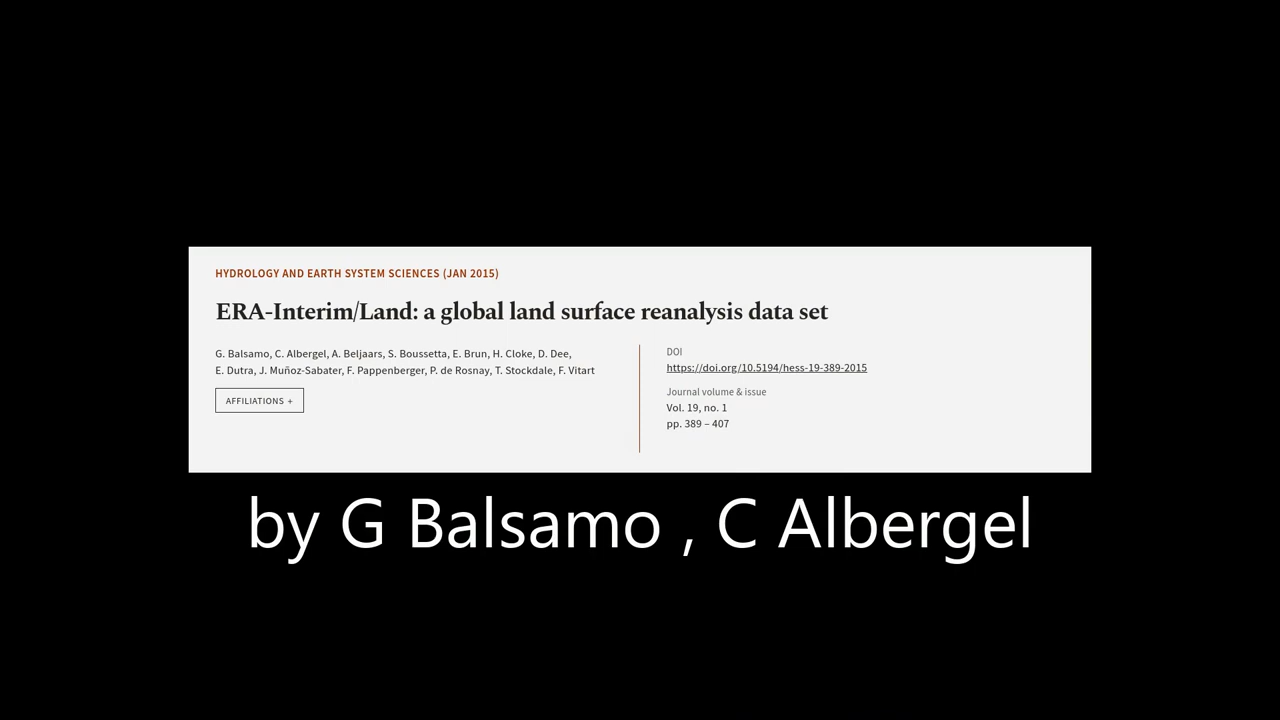 HYDROLOGY AND EARTH SYSTEM SCIENCES (JAN 2015)
ERA-Interim/Land: a global land surface reanalysis data set
G. Balsamo, C. Albergel, A. Beljaars, S. Boussetta, E. Brun, H. Cloke, D. Dee,
E. Dutra, J. Muñoz-Sabater, F. Pappenberger, P. de Rosnay, T. Stockdale, F. Vitart
AFFILIATIONS +
DOI
https://doi.org/10.5194/hess-19-389-2015
Journal volume & issue
Vol. 19, no. 1
pp. 389 – 407
by G Balsamo , C Albergel